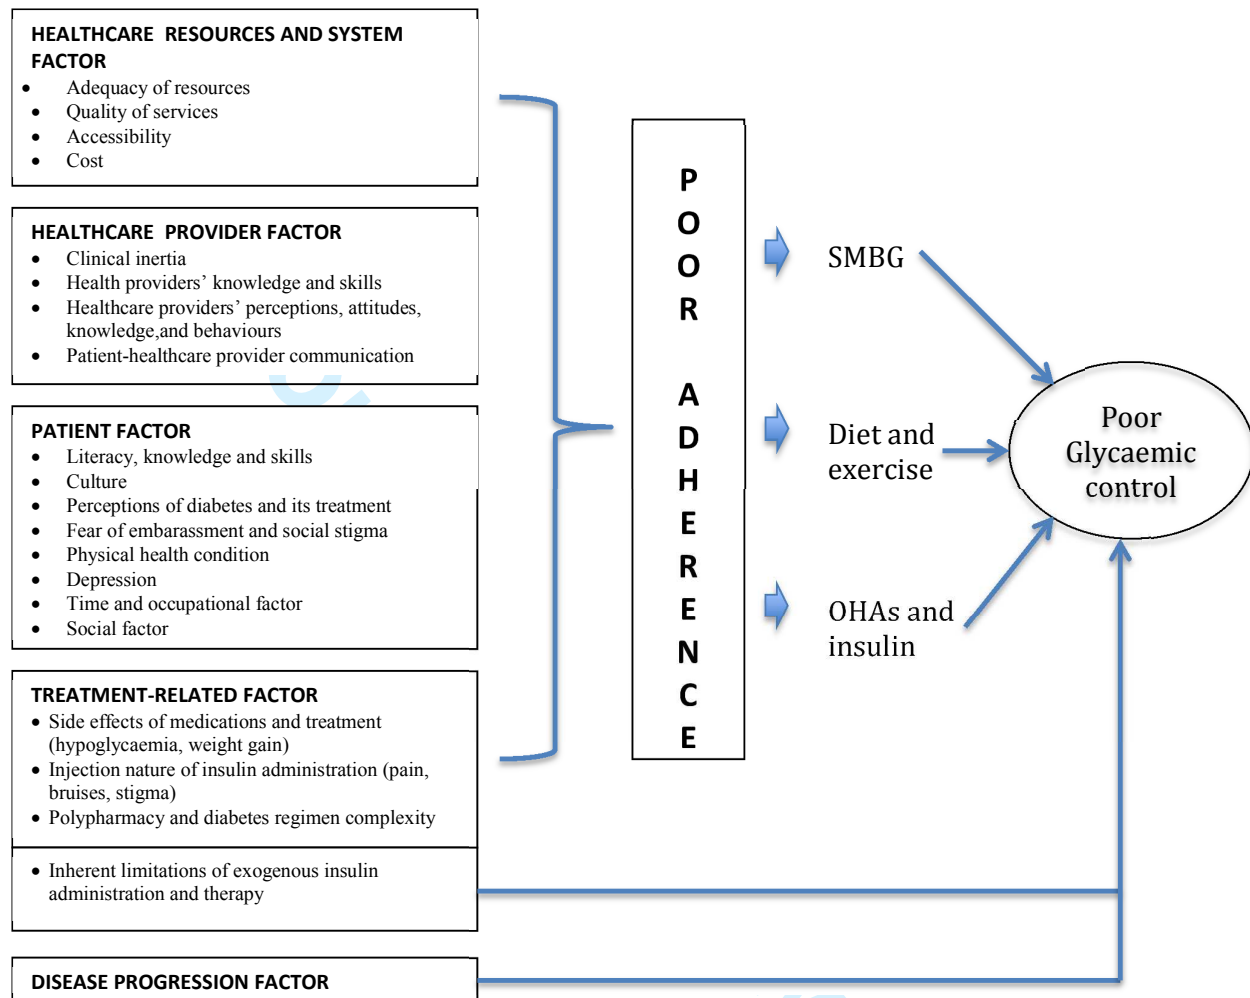 HEALTHCARE RESOURCES AND SYSTEM
FACTOR
• Adequacy of resources
• Quality of services
• Accessibility
• Cost
HEALTHCARE PROVIDER FACTOR
• Clinical inertia
• Health providers’ knowledge and skills
• Healthcare providers’ perceptions, attitudes,
knowledge,and behaviours
• Patient-healthcare provider communication
PATIENT FACTOR
• Literacy, knowledge and skills
• Culture
• Perceptions of diabetes and its treatment
• Fear of embarassment and social stigma
• Physical health condition
• Depression
• Time and occupational factor
• Social factor
TREATMENT-RELATED FACTOR
• Side effects of medications and treatment
(hypoglycaemia, weight gain)
• Injection nature of insulin administration (pain,
bruises, stigma)
• Polypharmacy and diabetes regimen complexity
• Inherent limitations of exogenous insulin
administration and therapy
DISEASE PROGRESSION FACTOR
POOR ADHERENCE
SMBG
Diet and
exercise
OHAs and
insulin
Poor
Glycaemic
control